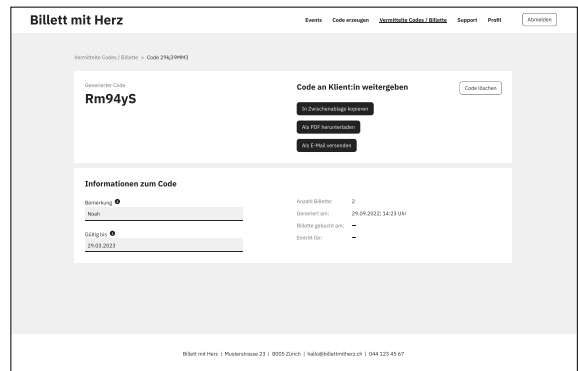 Billett mit Herz
Events Code erzeugen Vermittelte Codes / Billette Support Profil Abmelden
Vermittelte Codes / Billette > Code 29kj39MM3
Generierter Code
Rm94yS
Code an Klient:in weitergeben
Code löschen
In Zwischenablage kopieren
Als PDF herunterladen
Als E-Mail versenden
Informationen zum Code
Bemerkung
Noah
Gültig bis
29.03.2023
Anzahl Billette: 2
Generiert am: 29.09.2022; 14:23 Uhr
Billette gebucht am: —
Eintritt für: —
Billett mit Herz | Musterstrasse 23 | 8005 Zürich | hallo@billettmitherz.ch | 044 123 45 67